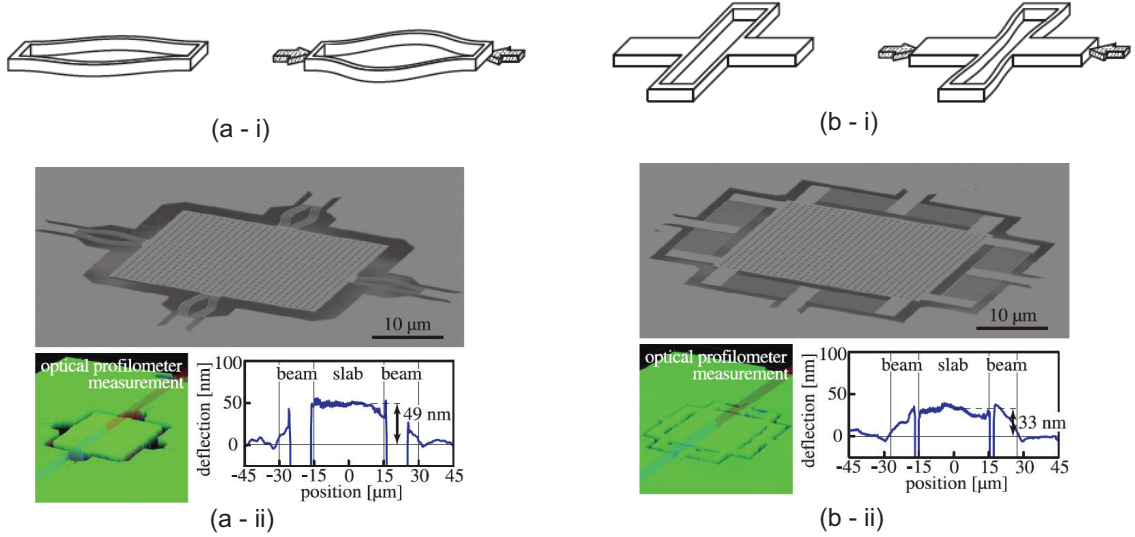 (a - i)
(b - i)
10 μm
10 μm
optical profilometer
measurement
deflection [nm]
100
50
0
beam
slab
beam
49 nm
-45
-30
-15
0
15
30
45
position [μm]
optical profilometer
measurement
deflection [nm]
100
50
0
beam
slab
beam
33 nm
-45
-30
-15
0
15
30
45
position [μm]
(a - ii)
(b - ii)